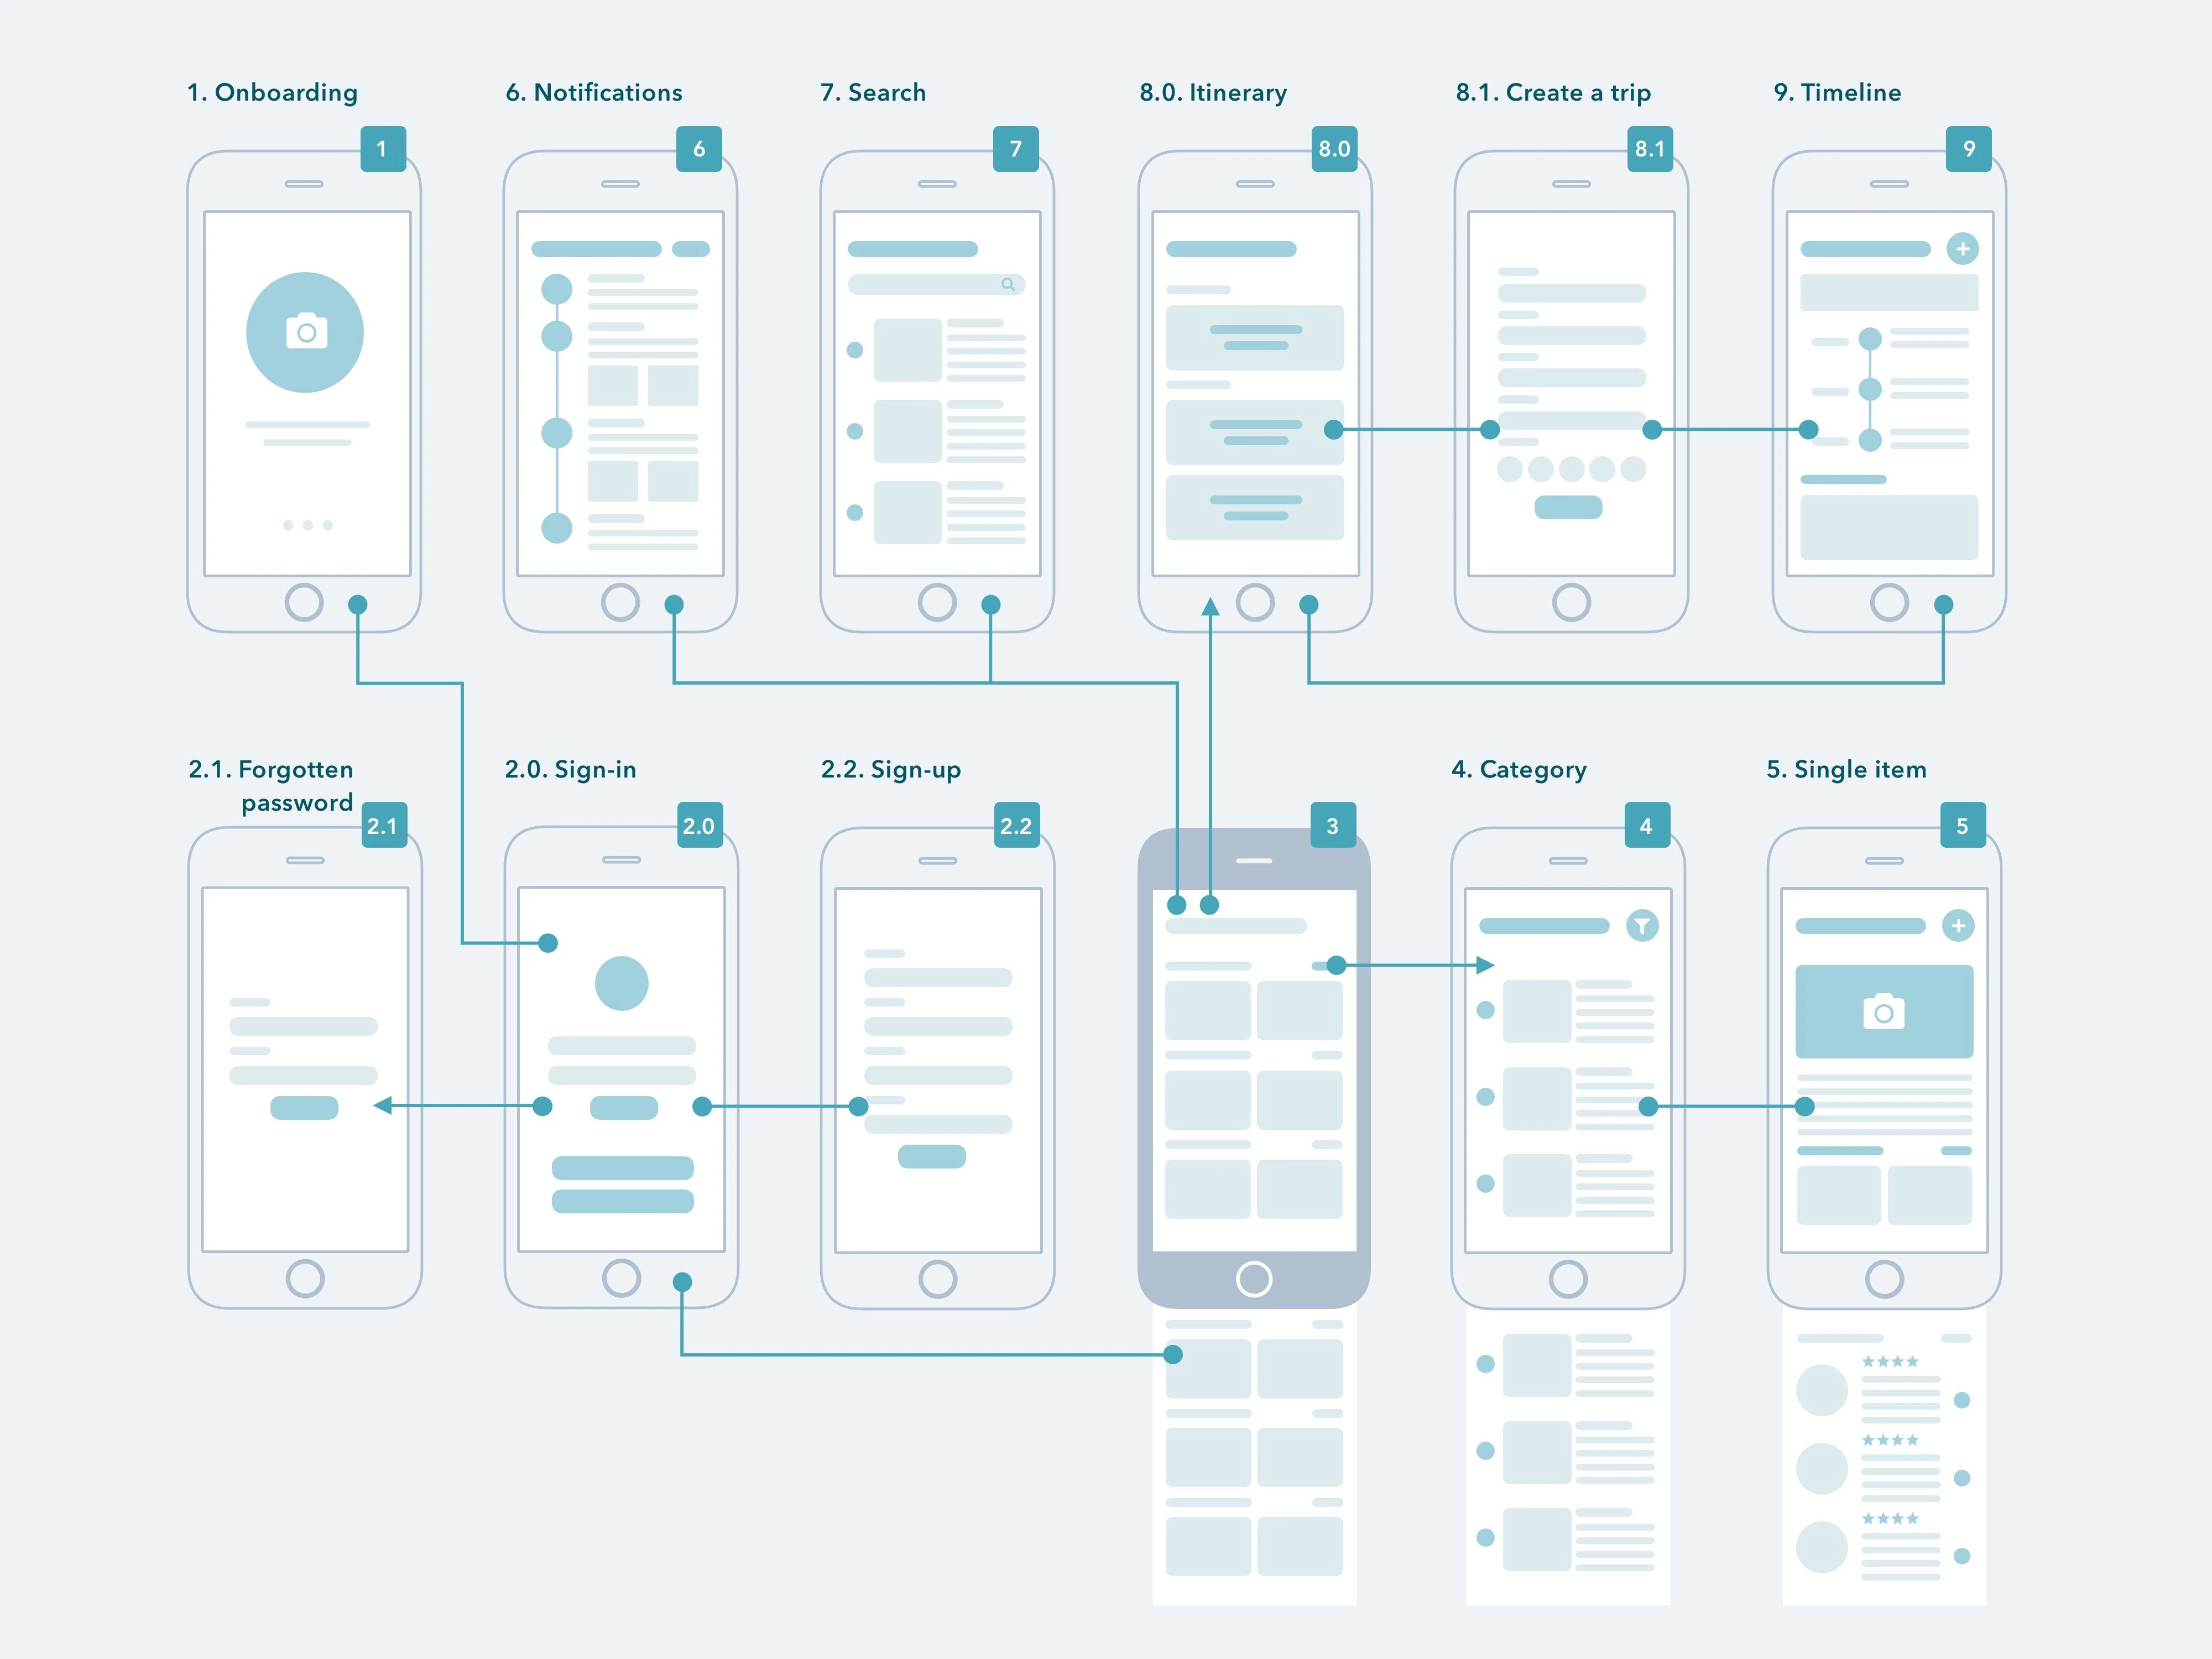 1. Onboarding
6. Notifications
7. Search
8.0. Itinerary
8.1. Create a trip
9. Timeline
1
6
7
8.0
8.1
9
2.1. Forgotten
password
2.0. Sign-in
2.2. Sign-up
4. Category
5. Single item
2.1
2.0
2.2
3
4
5